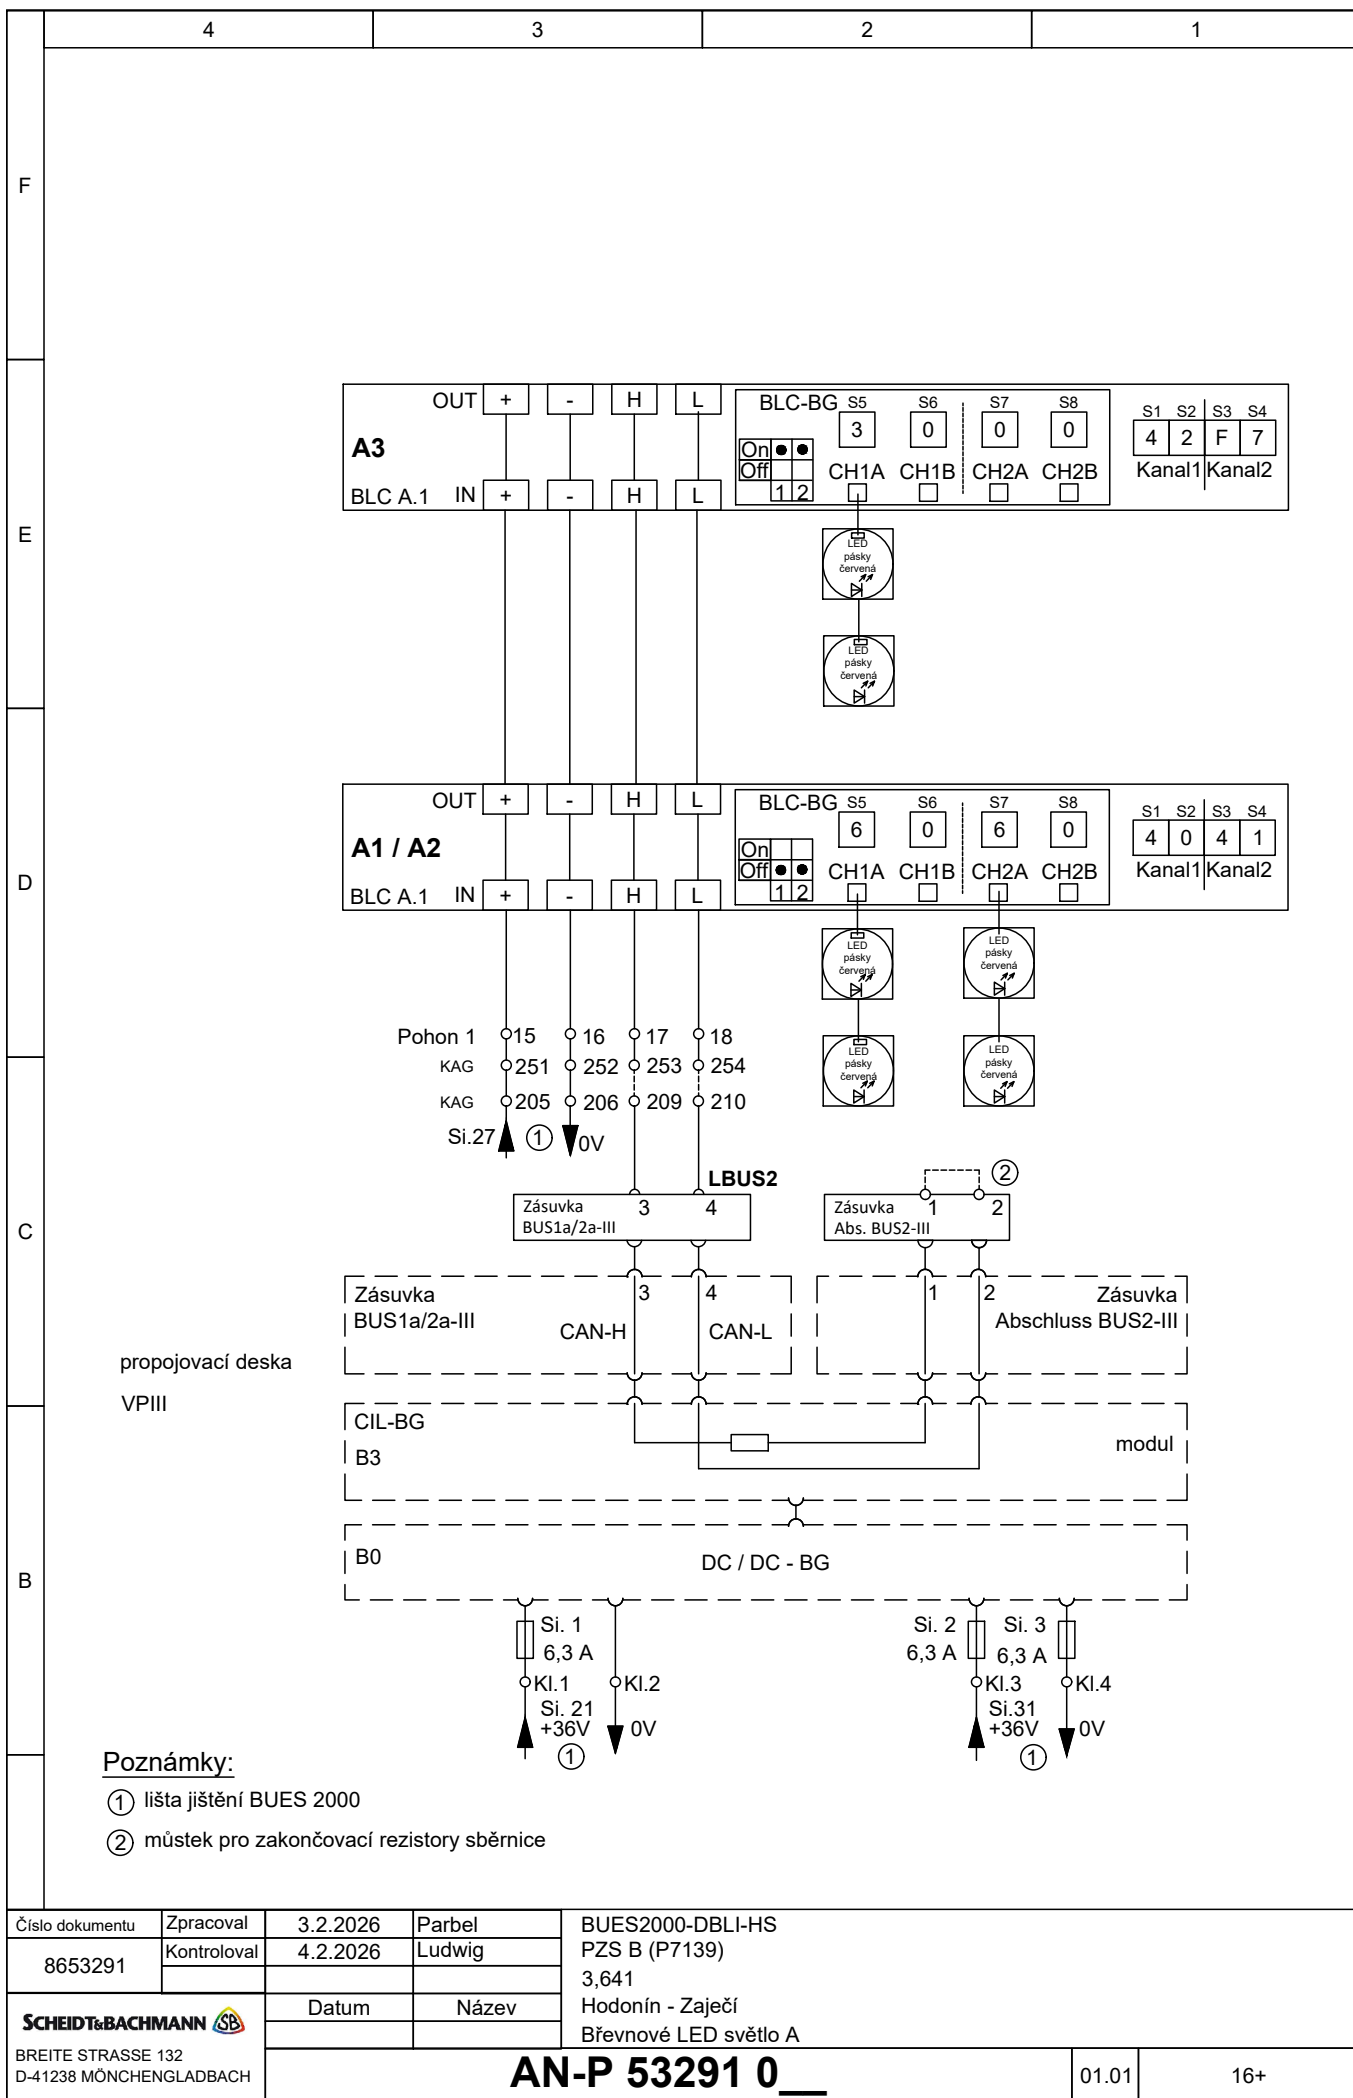 4 3 2 1
F
OUT + - H L BLC-BG S5 S6 S7 S8 S1 S2 S3 S4
3 0 0 0 4 2 F 7
A3 On Off 1 2 CH1A CH1B CH2A CH2B Kanal1 Kanal2
BLC A.1 IN + - H L
E
LED
pásky
červená
LED
pásky
červená
OUT + - H L BLC-BG S5 S6 S7 S8 S1 S2 S3 S4
6 0 6 0 4 0 4 1
A1 / A2 On Off 1 2 CH1A CH1B CH2A CH2B Kanal1 Kanal2
BLC A.1 IN + - H L
D
LED
pásky
červená
LED
pásky
červená
LED
pásky
červená
LED
pásky
červená
Pohon 1 15 16 17 18
KAG 251 252 253 254
KAG 205 206 209 210
Si.27 1 0V
LBUS2
2
Zásuvka 3 4
BUS1a/2a-III
Zásuvka 1 2
Abs. BUS2-III
C
Zásuvka 3 4
BUS1a/2a-III
CAN-H CAN-L
1 2 Zásuvka
Abschluss BUS2-III
propojovací deska
VPIII
CIL-BG
B3
modul
B
B0 DC / DC - BG
Si. 1
6,3 A
Kl.1 Kl.2
Si. 21
+36V 0V
1
Si. 2 Si. 3
6,3 A 6,3 A
Kl.3 Kl.4
Si.31
+36V 0V
1
Poznámky:
1 lišta jištění BUES 2000
2 můstek pro zakončovací rezistory sběrnice
Číslo dokumentu Zpracoval 3.2.2026 Parbel
8653291 Kontroloval 4.2.2026 Ludwig
Datum Název
BUES2000-DBLI-HS
PZS B (P7139)
3,641
Hodonín - Zaječí
Břevnové LED světlo A
SCHEIDT&BACHMANN SB
BREITE STRASSE 132
D-41238 MÖNCHENGLADBACH
AN-P 53291 0__ 01.01 16+